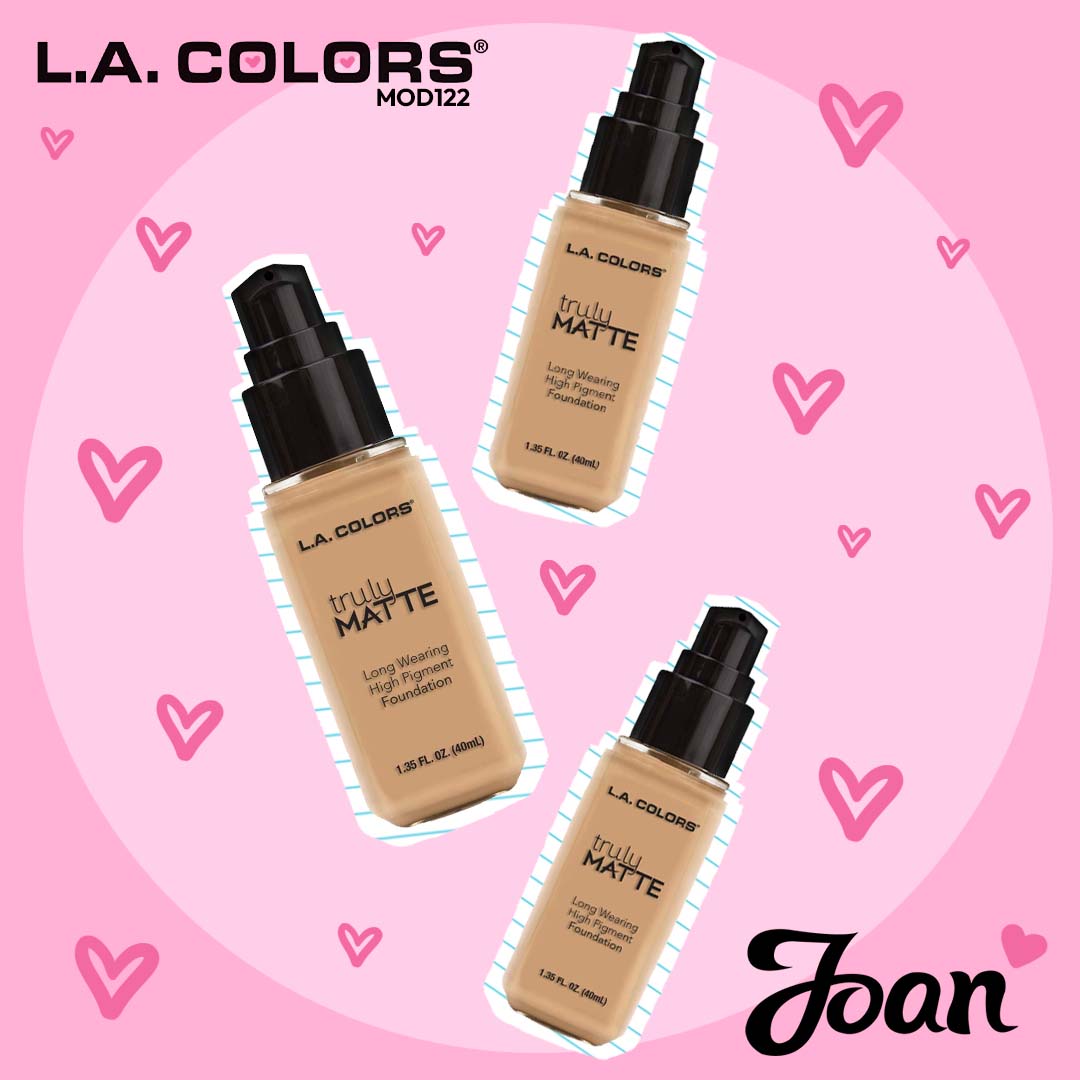 L.A. COLORS®
MOD122
L.A. COLORS®
truly
MATTE
Long Wearing
High Pigment
Foundation
1.35 FL. OZ. (40mL)
L.A. COLORS®
truly
MATTE
Long Wearing
High Pigment
Foundation
1.35 FL. OZ. (40mL)
L.A. COLORS®
truly
MATTE
Long Wearing
High Pigment
Foundation
1.35 FL. OZ. (40mL)
Joan